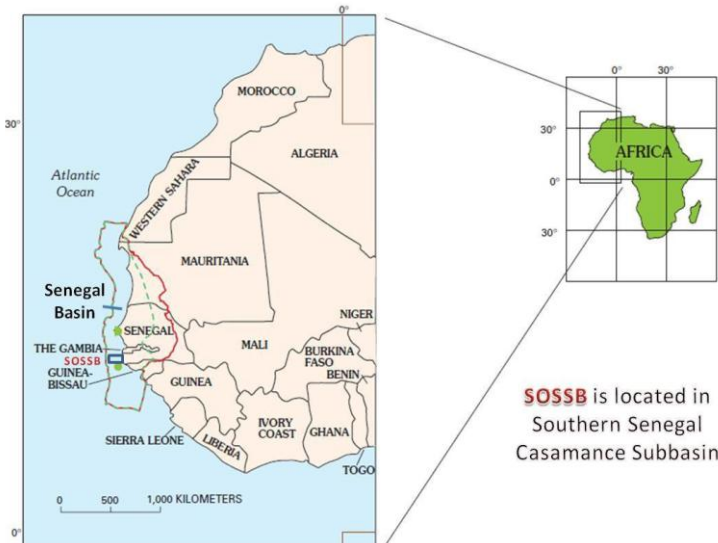 0°
MOROCCO
30°
ALGERIA
Atlantic
Ocean
WESTERN SAHARA
MAURITANIA
Senegal
Basin
SENEGAL
NIGER
THE GAMBIA
MALI
SOSSB
BURKINA
FASO
GUINEA-
BISSAU
BENIN
GUINEA
IVORY
COAST
GHANA
SIERRA LEONE
LIBERIA
TOGO
0 500 1,000 KILOMETERS
0°
0° 30°
30°
AFRICA
0°
30°
SOSSB is located in
Southern Senegal
Casamance Subbasin